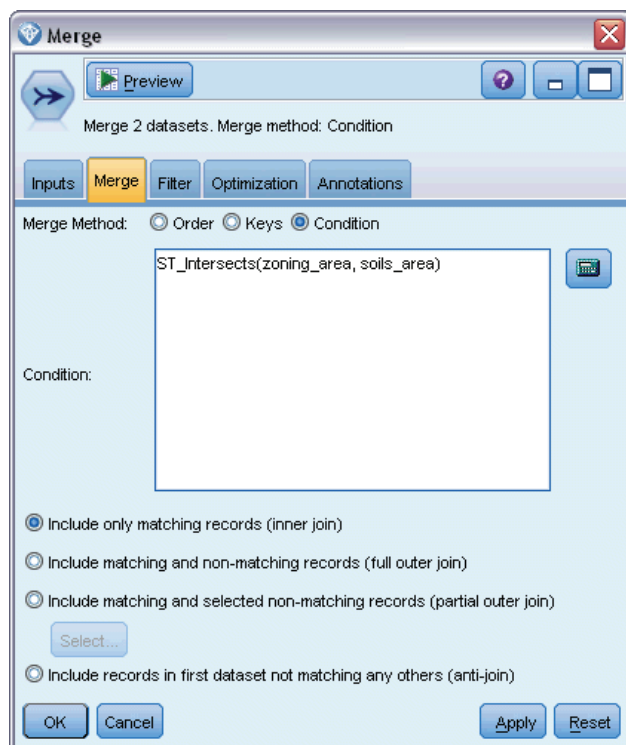 Merge
Preview
Merge 2 datasets. Merge method: Condition
Inputs Merge Filter Optimization Annotations
Merge Method: Order Keys Condition
ST_Intersects(zoning_area, soils_area)
Condition:
Include only matching records (inner join)
Include matching and non-matching records (full outer join)
Include matching and selected non-matching records (partial outer join)
Select...
Include records in first dataset not matching any others (anti-join)
OK Cancel Apply Reset